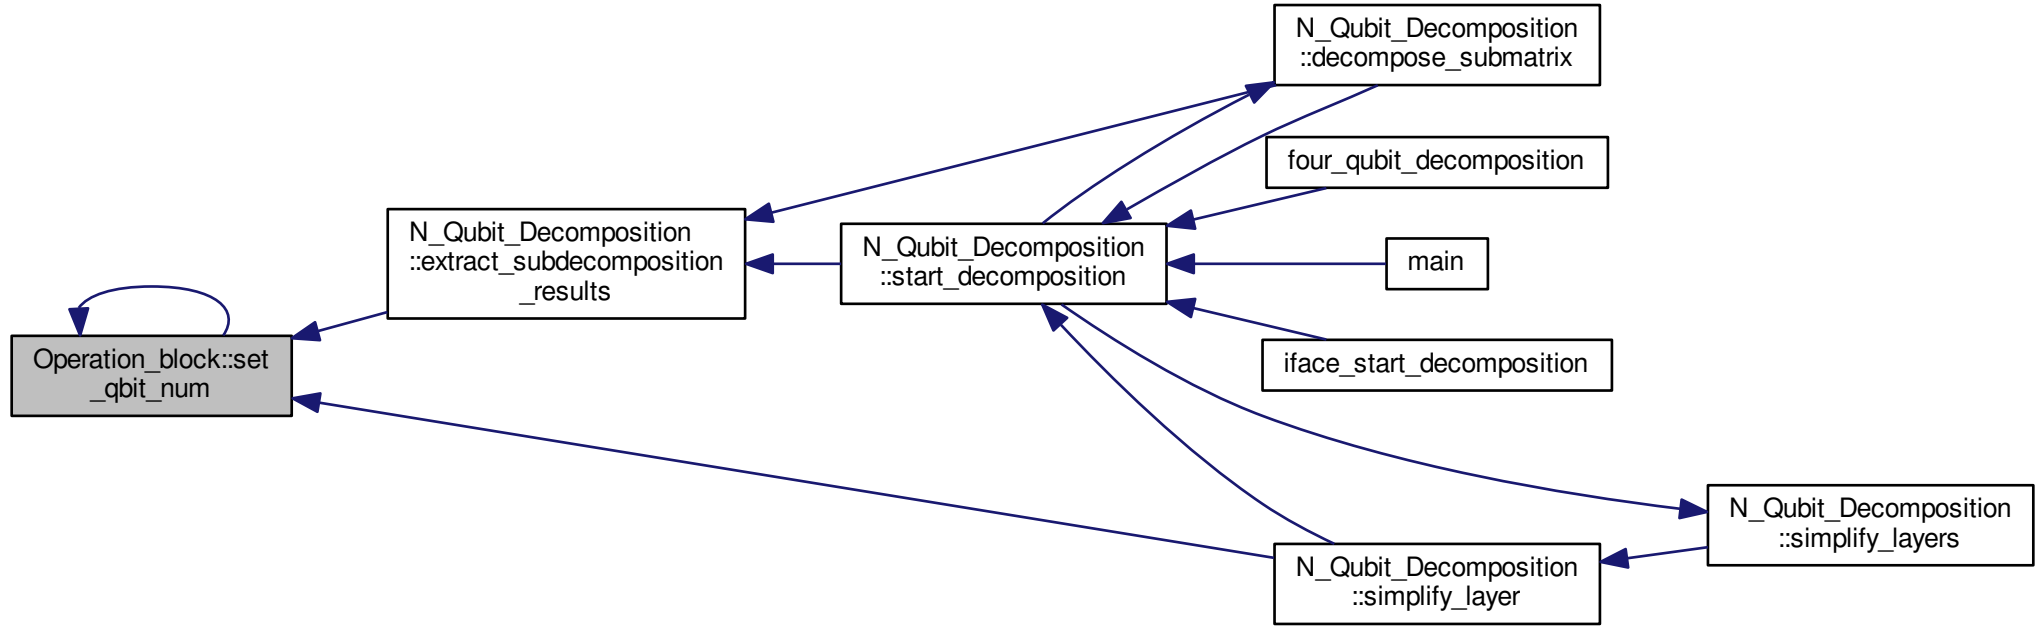 N_Qubit_Decomposition
::decompose_submatrix
four_qubit_decomposition
N_Qubit_Decomposition
::extract_subdecomposition
_results
N_Qubit_Decomposition
::start_decomposition
main
Operation_block::set
_qbit_num
iface_start_decomposition
N_Qubit_Decomposition
::simplify_layers
N_Qubit_Decomposition
::simplify_layer